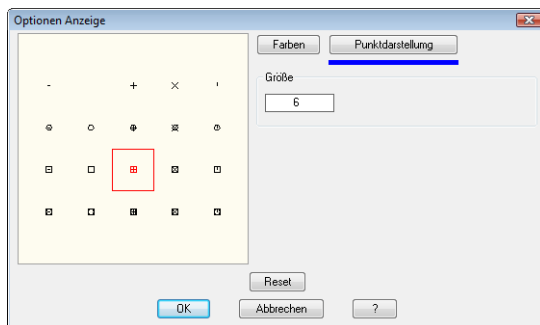 Optionen Anzeige
Farben
Punktdarstellung
Größe
6
Reset
OK
Abbrechen
?